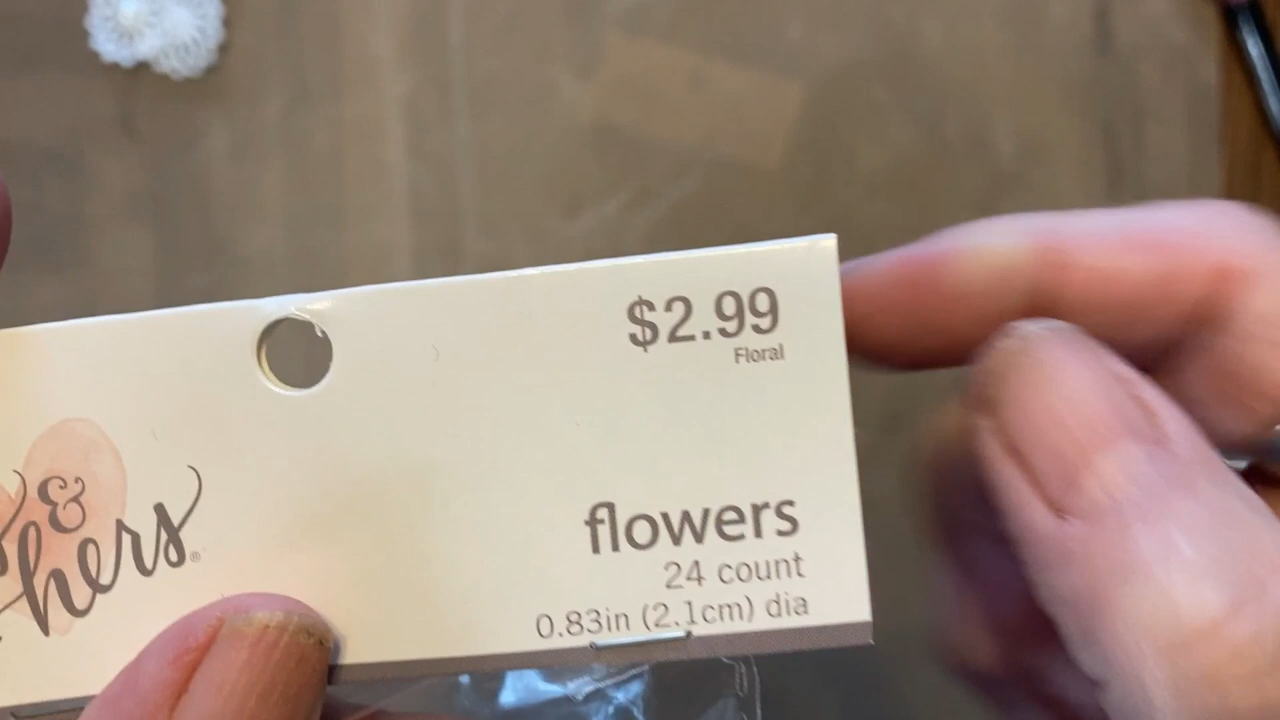 $2.99
Floral
&
hers®
flowers
24 count
0.83in (2.1cm) dia